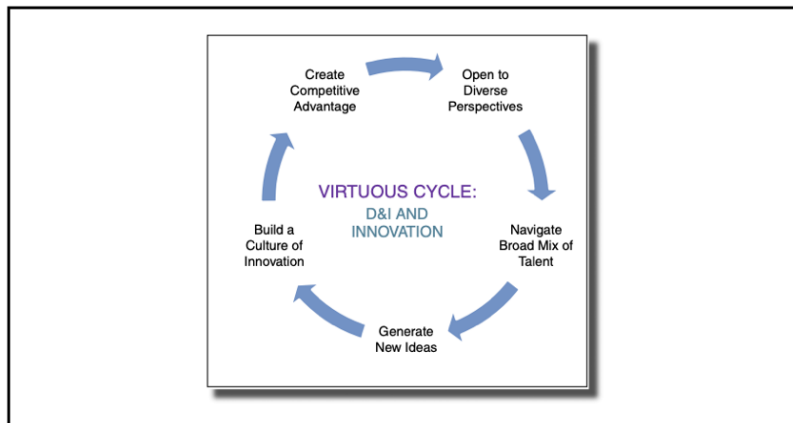 Create
Competitive
Advantage
Open to
Diverse
Perspectives
VIRTUOUS CYCLE:
D&I AND
INNOVATION
Build a
Culture of
Innovation
Navigate
Broad Mix of
Talent
Generate
New Ideas